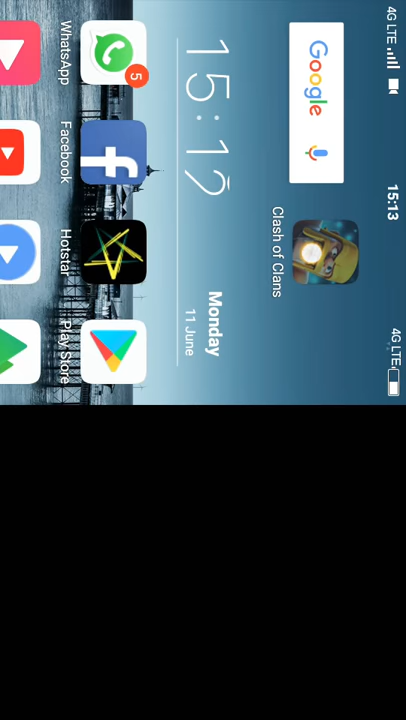 4G LTE
15:13
4G LTE
Google
Clash of Clans
15:12
Monday
11 June
5
WhatsApp
Facebook
Hotstar
Play Store